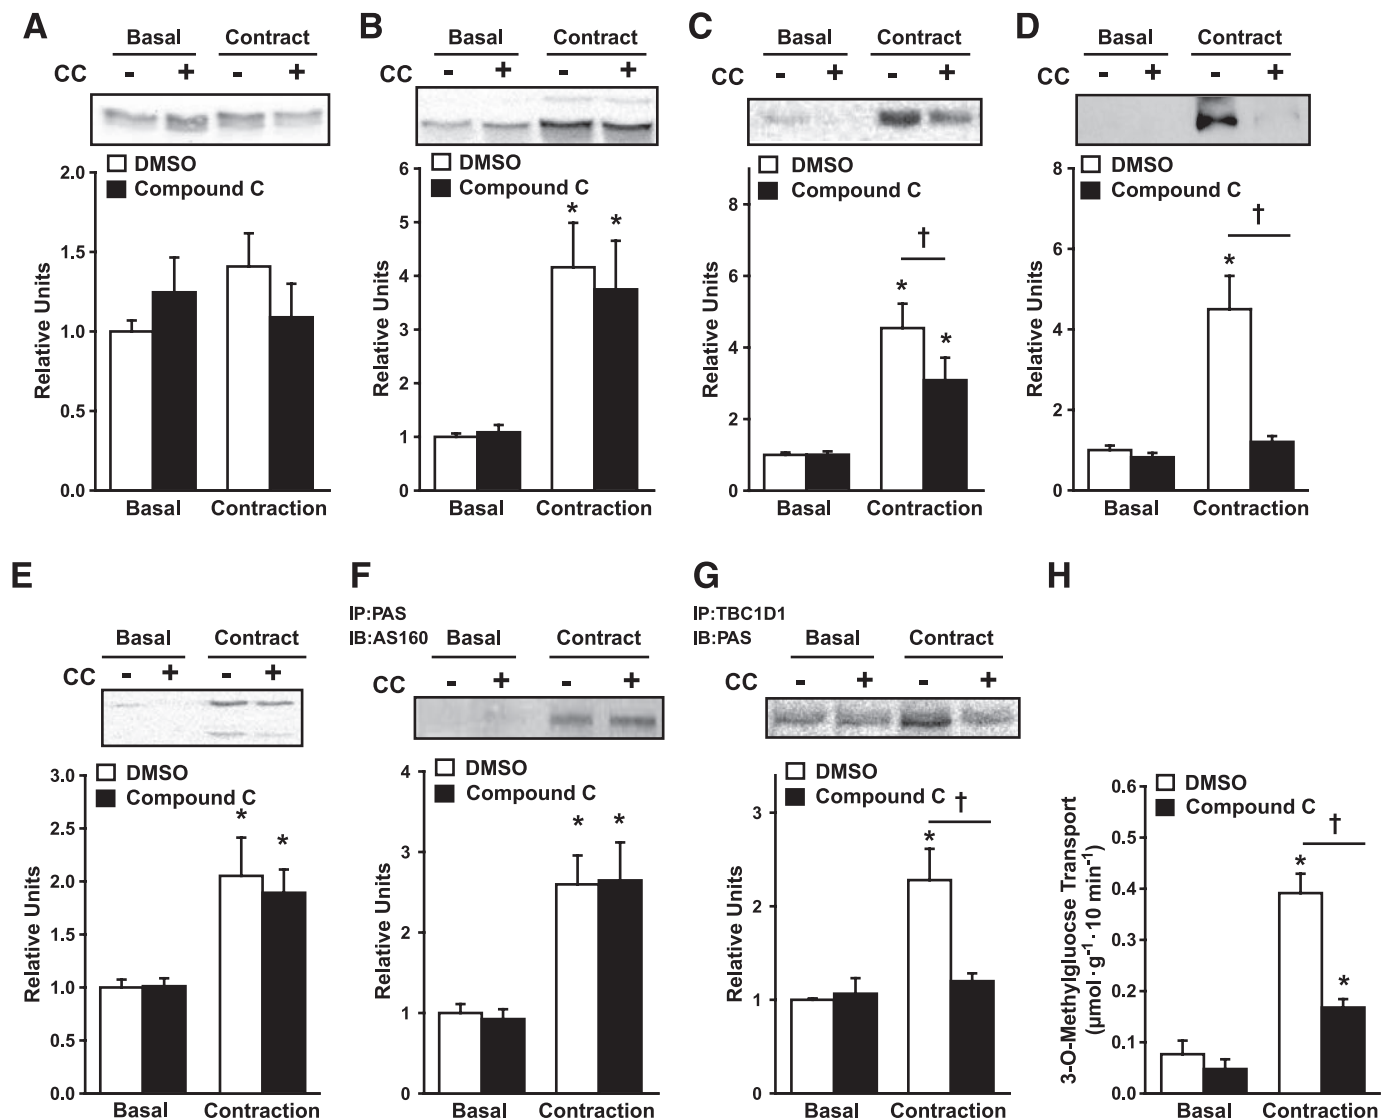 A
Basal Contract
CC - + - +
DMSO
Compound C
2.0
1.5
1.0
0.5
0.0
Relative Units
Basal Contraction
B
Basal Contract
CC - + - +
DMSO
Compound C
6
5
4
3
2
1
0
Relative Units
* *
Basal Contraction
C
Basal Contract
CC - + - +
DMSO
Compound C
8
6
4
2
0
Relative Units
†
* *
Basal Contraction
D
Basal Contract
CC - + - +
DMSO
Compound C
8
6
4
2
0
Relative Units
†
*
Basal Contraction
E
Basal Contract
CC - + - +
DMSO
Compound C
3.0
2.5
2.0
1.5
1.0
0.5
0.0
Relative Units
* *
Basal Contraction
F
IP:PAS
IB:AS160 Basal Contract
CC - + - +
DMSO
Compound C
4
3
2
1
0
Relative Units
* *
Basal Contraction
G
IP:TBC1D1
IB:PAS Basal Contract
CC - + - +
DMSO
Compound C
3
2
1
0
Relative Units
†
*
Basal Contraction
H
DMSO
Compound C
0.6
0.5
0.4
0.3
0.2
0.1
0.0
3-O-Methylgluocse Transport
(µmol·g⁻¹·10 min⁻¹)
†
* *
Basal Contraction